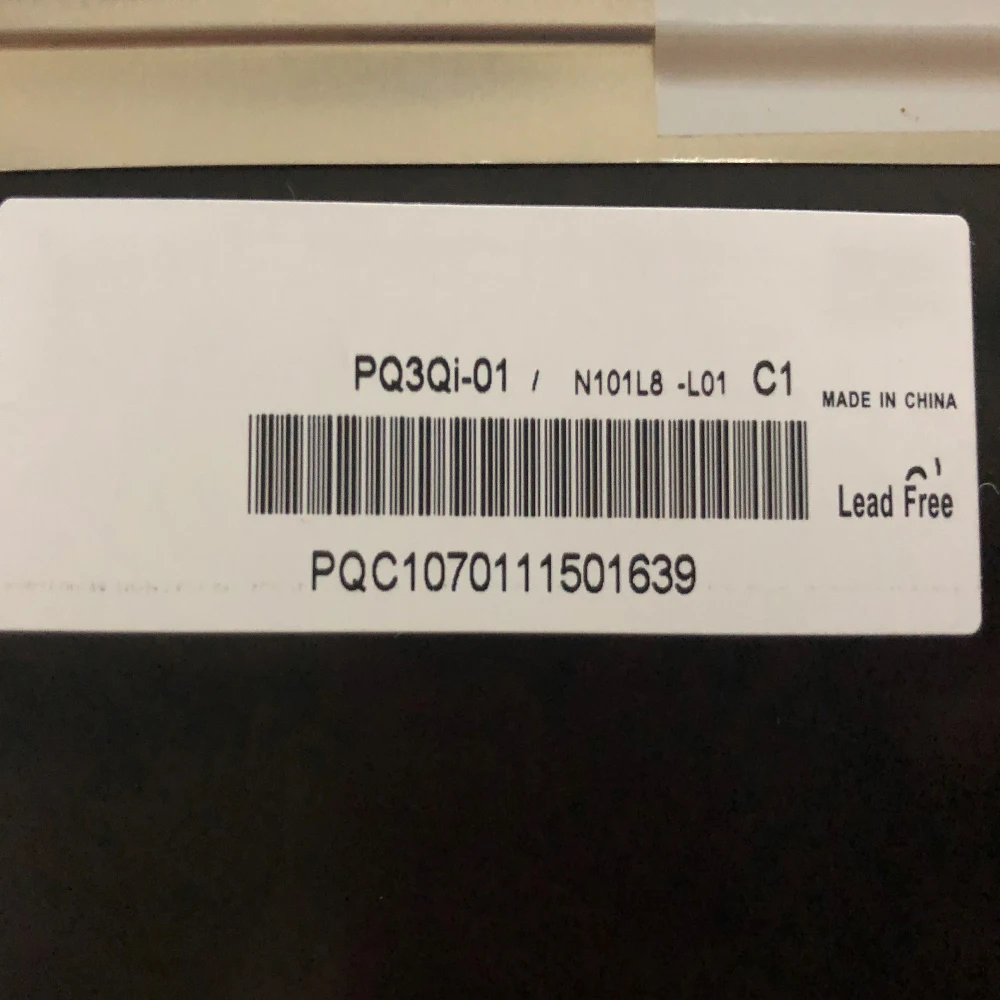 PQ3Qi-01 / N101L8 -L01 C1
MADE IN CHINA
Lead Free
PQC1070111501639